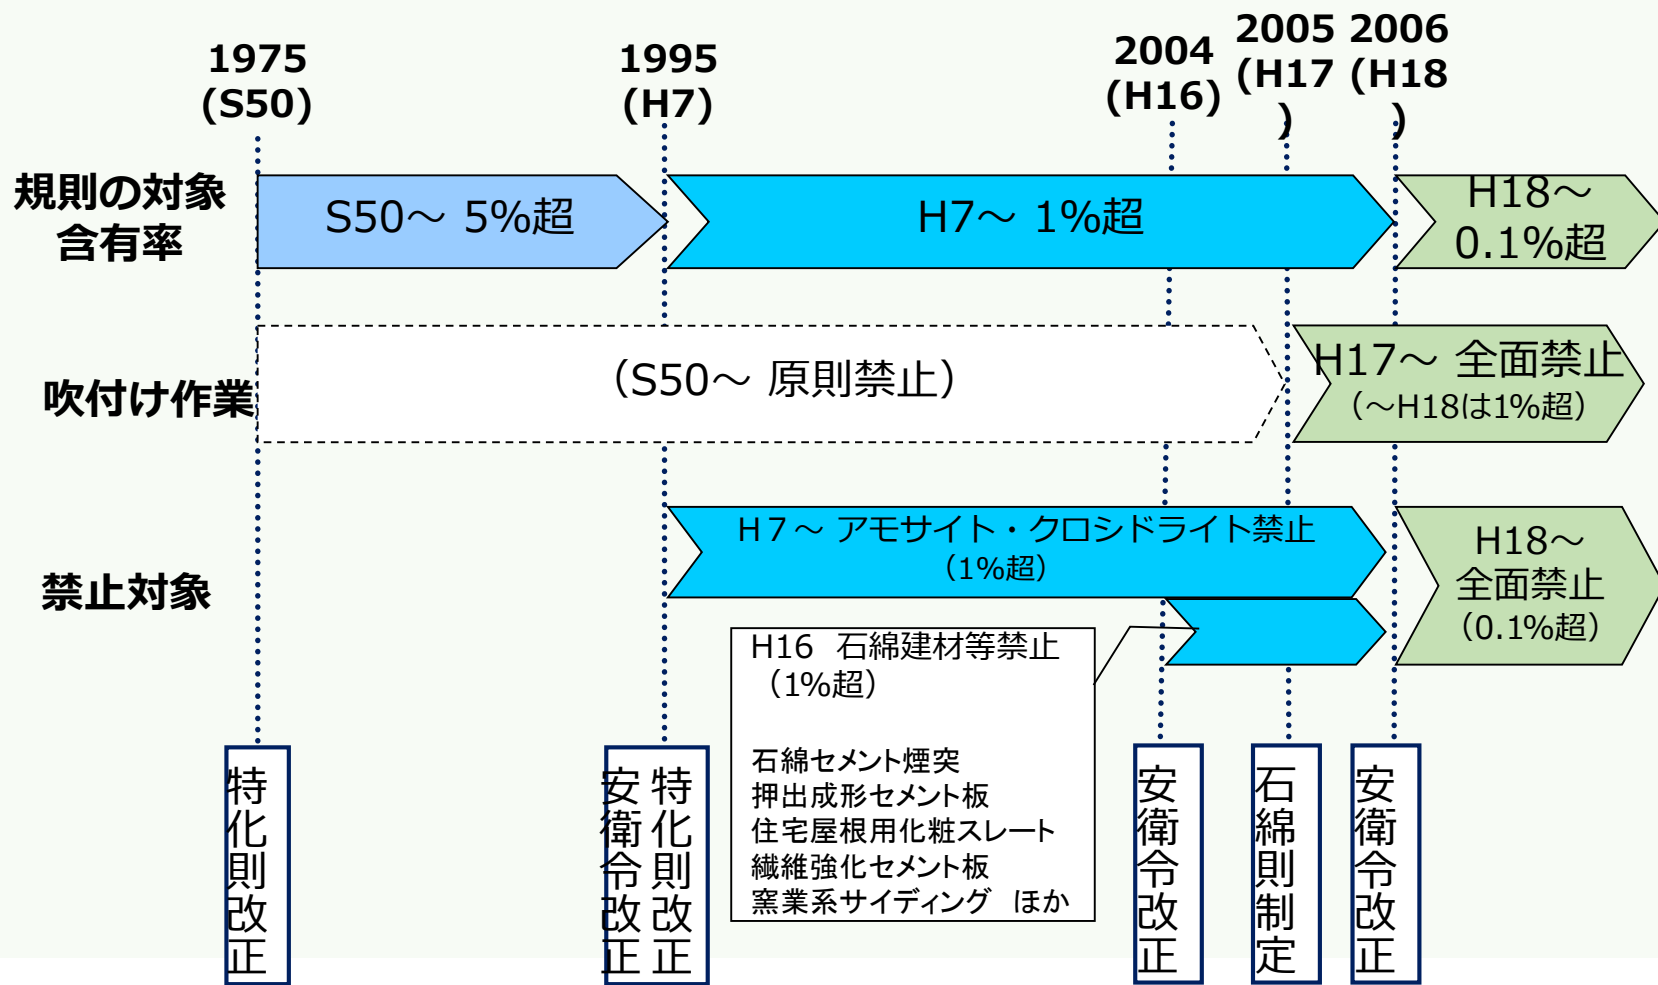 1975
(S50)
1995
(H7)
2004
(H16)
2005
(H17
)
2006
(H18
)
規則の対象
含有率
S50～ 5%超
H7～ 1%超
H18～
0.1%超
吹付け作業
（S50～ 原則禁止）
H17～ 全面禁止
（～H18は1%超）
禁止対象
H７～ アモサイト・クロシドライト禁止
（1%超）
H18～
全面禁止
（0.1%超）
H16　石綿建材等禁止
（1%超）
石綿セメント煙突
押出成形セメント板
住宅屋根用化粧スレート
繊維強化セメント板
窯業系サイディング　ほか
特化則改正
特化則改正
安衛令改正
安衛令改正
石綿則制定
安衛令改正